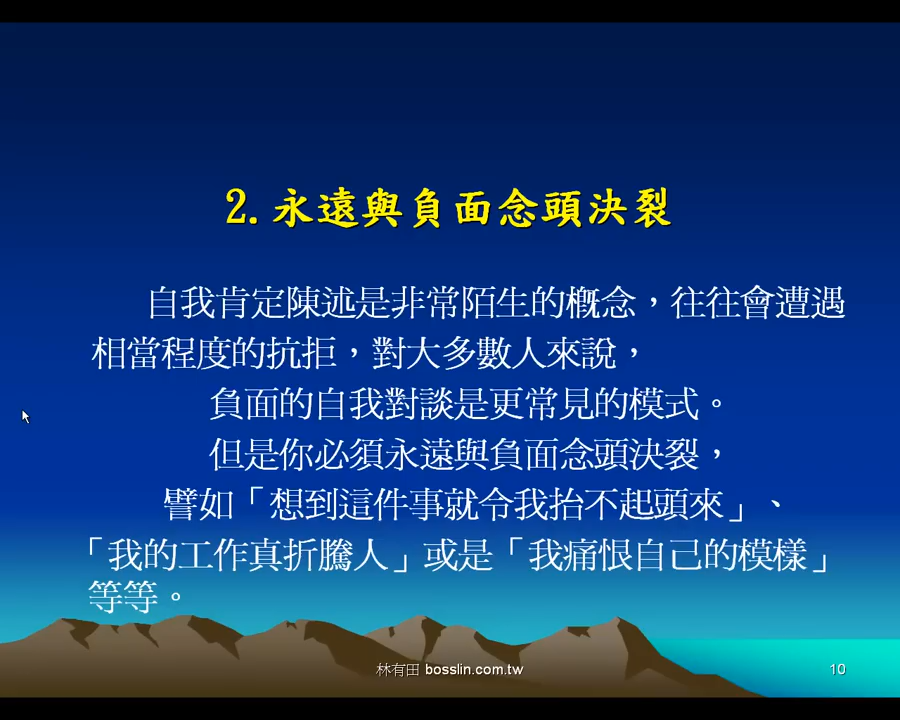 2.永遠與負面念頭決裂
自我肯定陳述是非常陌生的概念，往往會遭遇
相當程度的抗拒，對大多數人來說，
負面的自我對談是更常見的模式。
但是你必須永遠與負面念頭決裂，
譬如「想到這件事就令我抬不起頭來」、
「我的工作真折騰人」或是「我痛恨自己的模樣」
等等。
林有田 bosslin.com.tw
10